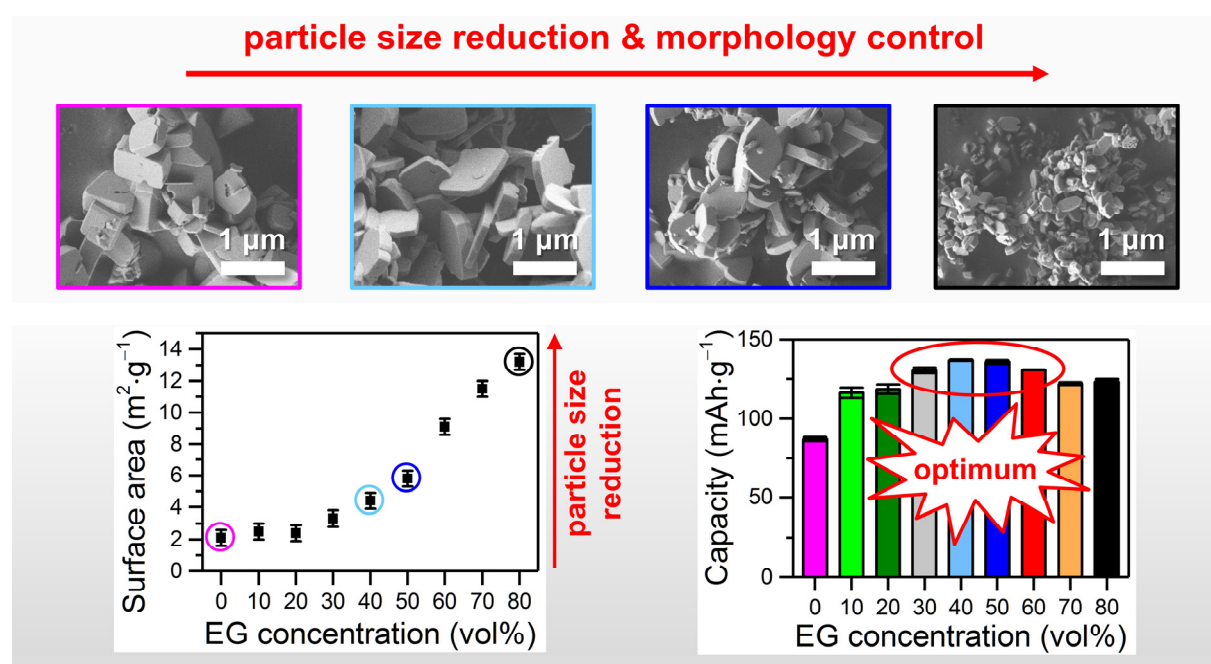 particle size reduction & morphology control
1 µm
1 µm
1 µm
1 µm
Surface area (m²·g⁻¹)
14
12
10
8
6
4
2
0
0 10 20 30 40 50 60 70 80
EG concentration (vol%)
particle size
reduction
Capacity (mAh·g⁻¹)
150
100
50
0
optimum
0 10 20 30 40 50 60 70 80
EG concentration (vol%)